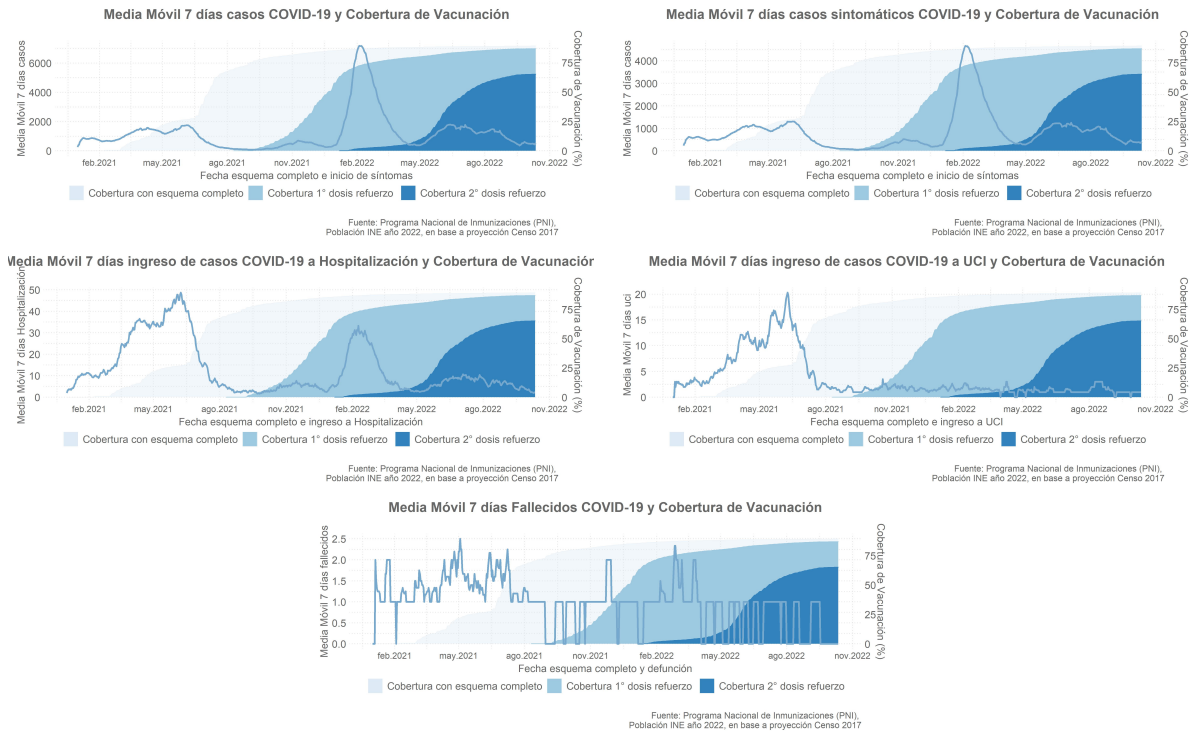 Media Móvil 7 días casos COVID-19 y Cobertura de Vacunación
Media Móvil 7 días casos
6000
4000
2000
0
Cobertura de Vacunación (%)
75
50
25
0
feb.2021 may.2021 ago.2021 nov.2021 feb.2022 may.2022 ago.2022 nov.2022
Fecha esquema completo e inicio de síntomas
Cobertura con esquema completo Cobertura 1° dosis refuerzo Cobertura 2° dosis refuerzo
Fuente: Programa Nacional de Inmunizaciones (PNI),
Población INE año 2022, en base a proyección Censo 2017
Media Móvil 7 días casos sintomáticos COVID-19 y Cobertura de Vacunación
Media Móvil 7 días casos
4000
3000
2000
1000
0
Cobertura de Vacunación (%)
75
50
25
0
feb.2021 may.2021 ago.2021 nov.2021 feb.2022 may.2022 ago.2022 nov.2022
Fecha esquema completo e inicio de síntomas
Cobertura con esquema completo Cobertura 1° dosis refuerzo Cobertura 2° dosis refuerzo
Fuente: Programa Nacional de Inmunizaciones (PNI),
Población INE año 2022, en base a proyección Censo 2017
Media Móvil 7 días ingreso de casos COVID-19 a Hospitalización y Cobertura de Vacunación
Media Móvil 7 días Hospitalización
50
40
30
20
10
0
Cobertura de Vacunación (%)
75
50
25
0
feb.2021 may.2021 ago.2021 nov.2021 feb.2022 may.2022 ago.2022 nov.2022
Fecha esquema completo e ingreso a Hospitalización
Cobertura con esquema completo Cobertura 1° dosis refuerzo Cobertura 2° dosis refuerzo
Fuente: Programa Nacional de Inmunizaciones (PNI),
Población INE año 2022, en base a proyección Censo 2017
Media Móvil 7 días ingreso de casos COVID-19 a UCI y Cobertura de Vacunación
Media Móvil 7 días uci
20
15
10
5
0
Cobertura de Vacunación (%)
75
50
25
0
feb.2021 may.2021 ago.2021 nov.2021 feb.2022 may.2022 ago.2022 nov.2022
Fecha esquema completo e ingreso a UCI
Cobertura con esquema completo Cobertura 1° dosis refuerzo Cobertura 2° dosis refuerzo
Fuente: Programa Nacional de Inmunizaciones (PNI),
Población INE año 2022, en base a proyección Censo 2017
Media Móvil 7 días Fallecidos COVID-19 y Cobertura de Vacunación
Media Móvil 7 días fallecidos
2.5
2.0
1.5
1.0
0.5
0.0
Cobertura de Vacunación (%)
75
50
25
0
feb.2021 may.2021 ago.2021 nov.2021 feb.2022 may.2022 ago.2022 nov.2022
Fecha esquema completo y defunción
Cobertura con esquema completo Cobertura 1° dosis refuerzo Cobertura 2° dosis refuerzo
Fuente: Programa Nacional de Inmunizaciones (PNI),
Población INE año 2022, en base a proyección Censo 2017